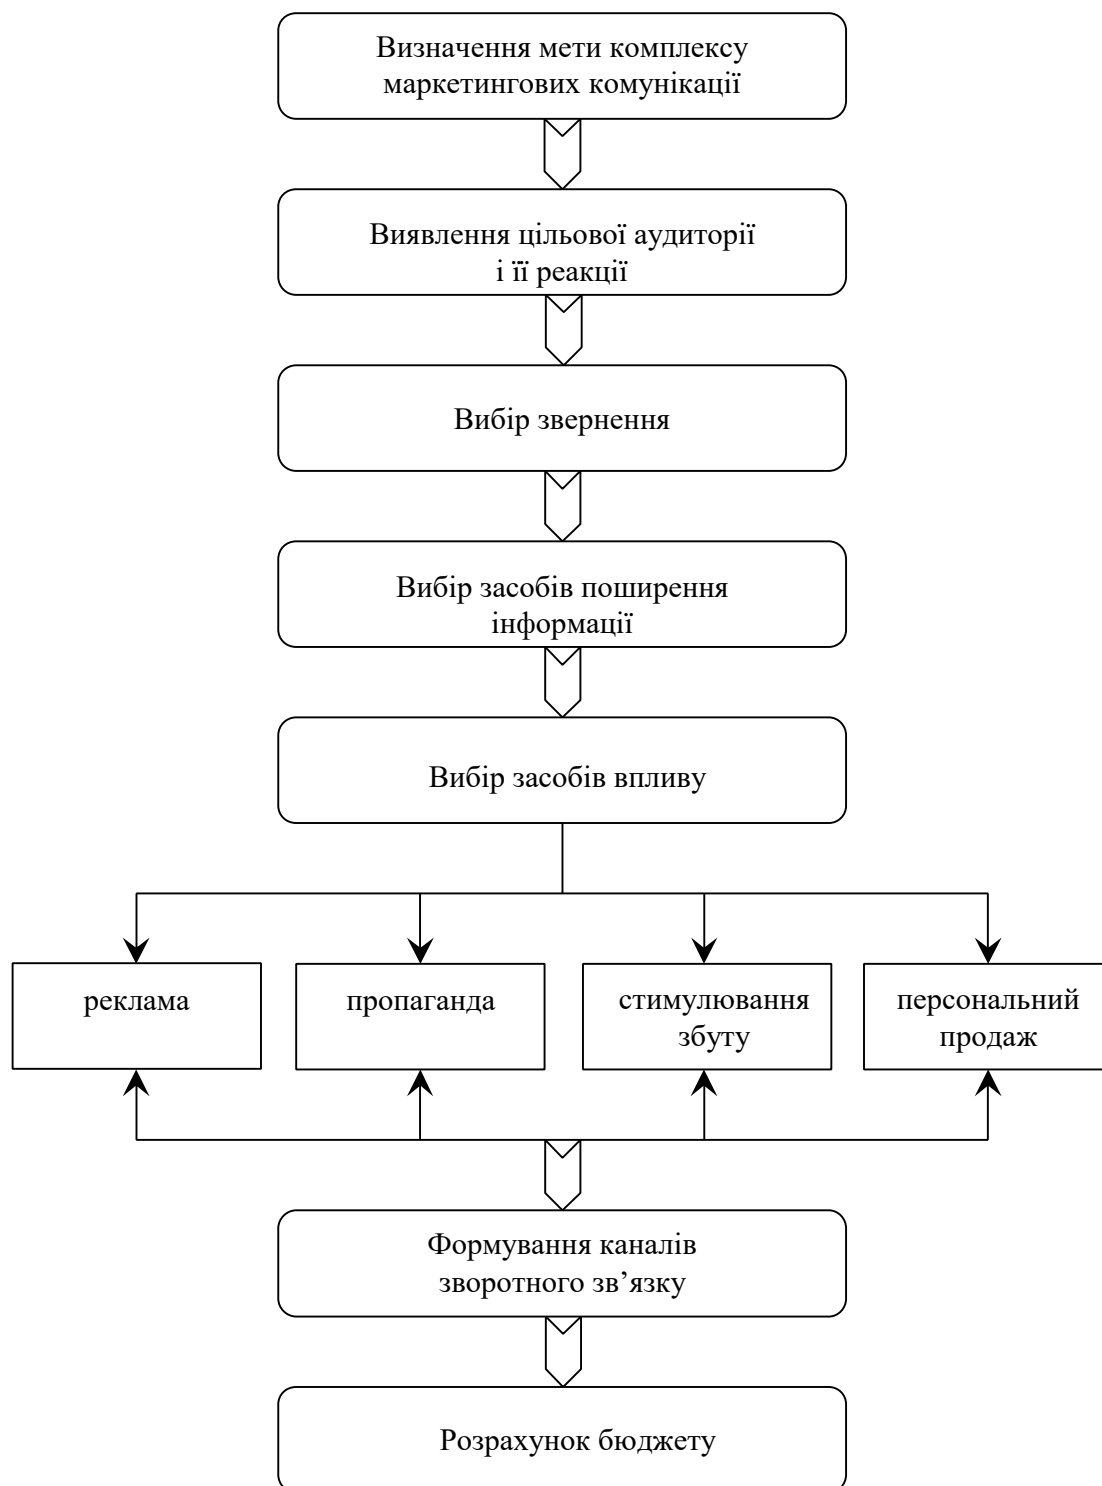 Визначення мети комплексу
маркетингових комунікації
Виявлення цільової аудиторії
і її реакції
Вибір звернення
Вибір засобів поширення
інформації
Вибір засобів впливу
реклама
пропаганда
стимулювання
збуту
персональний
продаж
Формування каналів
зворотного зв’язку
Розрахунок бюджету